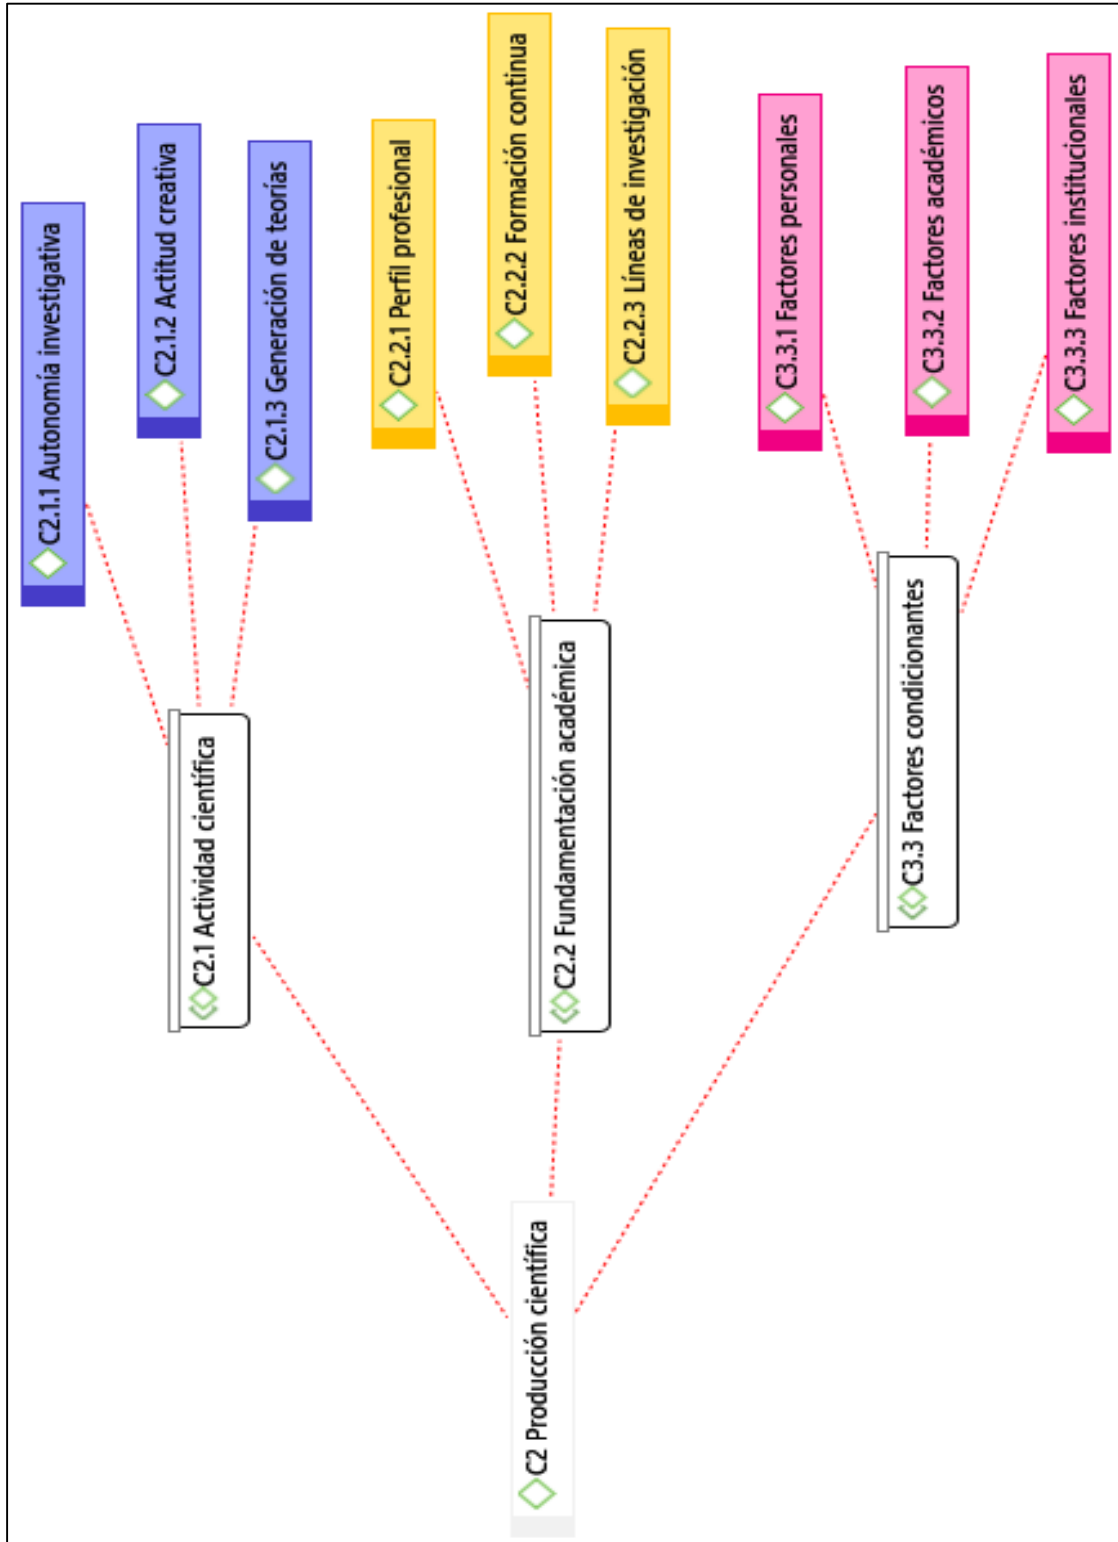 C2 Producción científica
C2.1 Actividad científica
C2.1.1 Autonomía investigativa
C2.1.2 Actitud creativa
C2.1.3 Generación de teorías
C2.2 Fundamentación académica
C2.2.1 Perfil profesional
C2.2.2 Formación continua
C2.2.3 Líneas de investigación
C3.3 Factores condicionantes
C3.3.1 Factores personales
C3.3.2 Factores académicos
C3.3.3 Factores institucionales